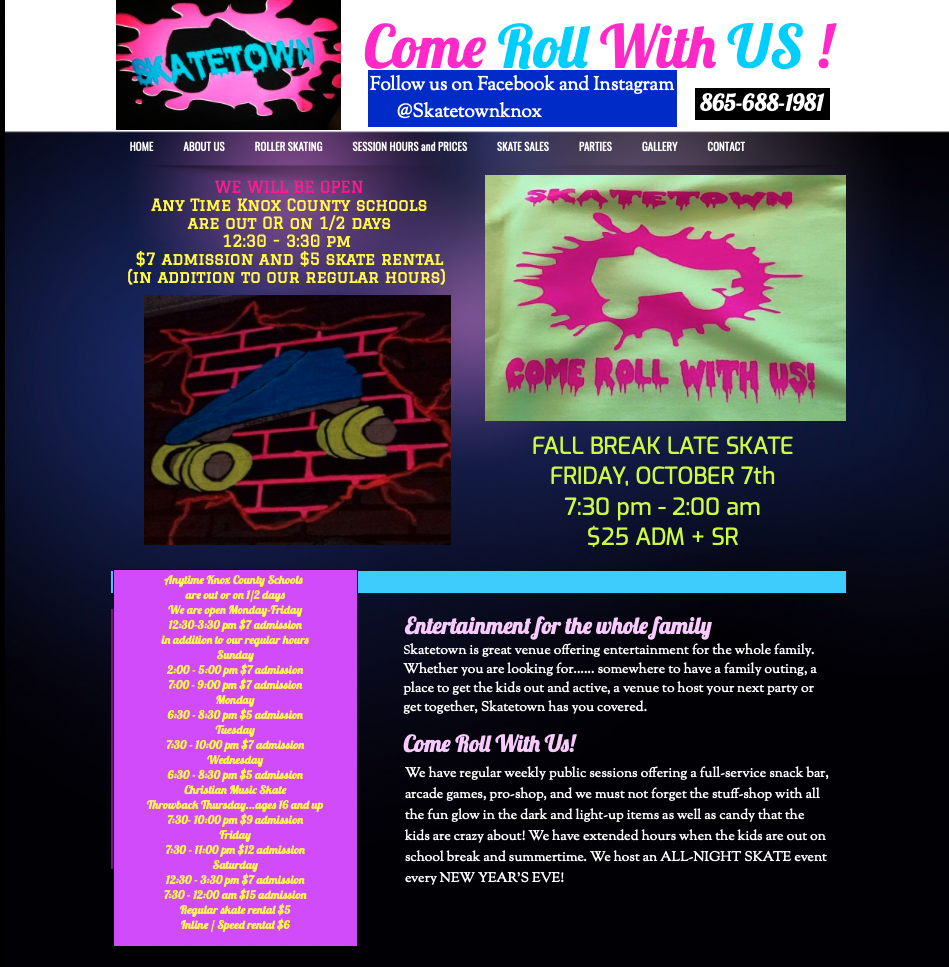 SKATETOWN
Come Roll With US !
Follow us on Facebook and Instagram
@Skatetownknox
865-688-1981
HOME ABOUT US ROLLER SKATING SESSION HOURS and PRICES SKATE SALES PARTIES GALLERY CONTACT
WE WILL BE OPEN
Any Time Knox County schools
are out OR on 1/2 days
12:30 - 3:30 pm
$7 admission and $5 skate rental
(in addition to our regular hours)
SKATETOWN
COME ROLL WITH US!
FALL BREAK LATE SKATE
FRIDAY, OCTOBER 7th
7:30 pm - 2:00 am
$25 ADM + SR
Anytime Knox County Schools
are out or on 1/2 days
We are open Monday-Friday
12:30-3:30 pm $7 admission
in addition to our regular hours
Sunday
2:00 - 5:00 pm $7 admission
7:00 - 9:00 pm $7 admission
Monday
6:30 - 8:30 pm $5 admission
Tuesday
7:30 - 10:00 pm $7 admission
Wednesday
6:30 - 8:30 pm $5 admission
Christian Music Skate
Throwback Thursday...ages 16 and up
7:30- 10:00 pm $9 admission
Friday
7:30 - 11:00 pm $12 admission
Saturday
12:30 - 3:30 pm $7 admission
7:30 - 12:00 am $15 admission
Regular skate rental $5
Inline / Speed rental $6
Entertainment for the whole family
Skatetown is great venue offering entertainment for the whole family.
Whether you are looking for...... somewhere to have a family outing, a
place to get the kids out and active, a venue to host your next party or
get together, Skatetown has you covered.
Come Roll With Us!
We have regular weekly public sessions offering a full-service snack bar,
arcade games, pro-shop, and we must not forget the stuff-shop with all
the fun glow in the dark and light-up items as well as candy that the
kids are crazy about! We have extended hours when the kids are out on
school break and summertime. We host an ALL-NIGHT SKATE event
every NEW YEAR'S EVE!